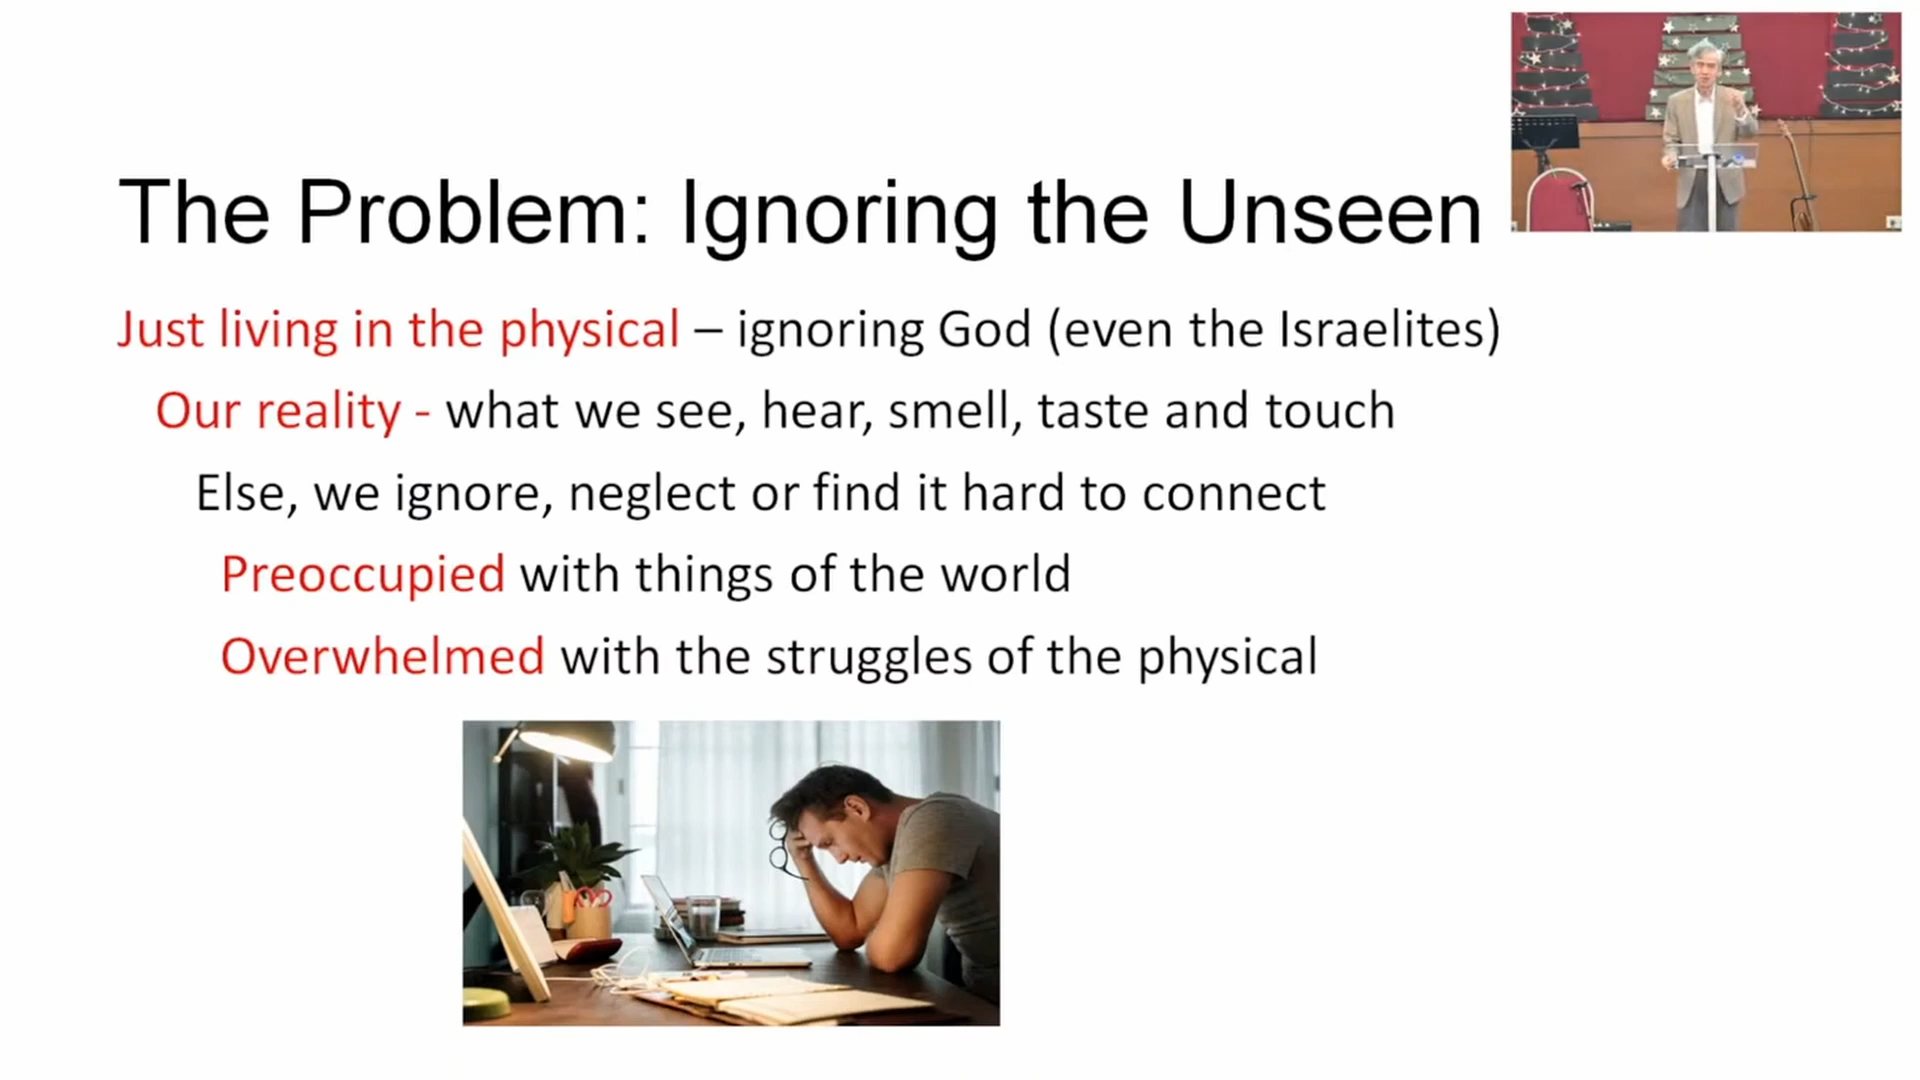 The Problem: Ignoring the Unseen
Just living in the physical – ignoring God (even the Israelites)
Our reality - what we see, hear, smell, taste and touch
Else, we ignore, neglect or find it hard to connect
Preoccupied with things of the world
Overwhelmed with the struggles of the physical